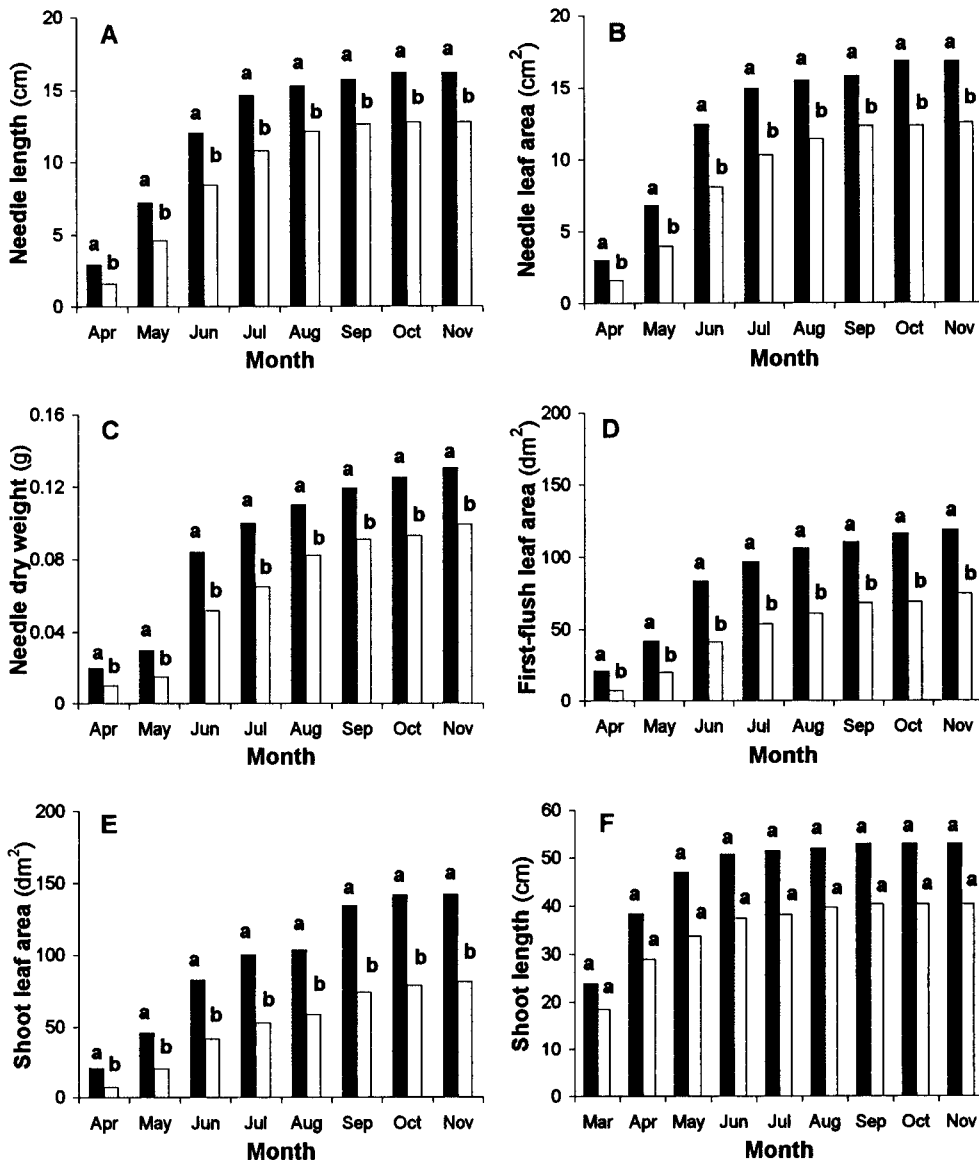 A
Needle length (cm)
20
15
10
5
0
a b a b a b a b a b a b a b a b
Apr May Jun Jul Aug Sep Oct Nov
Month
B
Needle leaf area (cm²)
20
15
10
5
0
a b a b a b a b a b a b a b a b
Apr May Jun Jul Aug Sep Oct Nov
Month
C
Needle dry weight (g)
0.16
0.12
0.08
0.04
0
a b a b a b a b a b a b a b a b
Apr May Jun Jul Aug Sep Oct Nov
Month
D
First-flush leaf area (dm²)
200
150
100
50
0
a b a b a b a b a b a b a b a b
Apr May Jun Jul Aug Sep Oct Nov
Month
E
Shoot leaf area (dm²)
200
150
100
50
0
a b a b a b a b a b a b a b a b
Apr May Jun Jul Aug Sep Oct Nov
Month
F
Shoot length (cm)
60
50
40
30
20
10
0
a a a a a a a a a a a a a a a a a a
Mar Apr May Jun Jul Aug Sep Oct Nov
Month